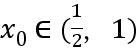 x₀ ∈ (1/2, 1)